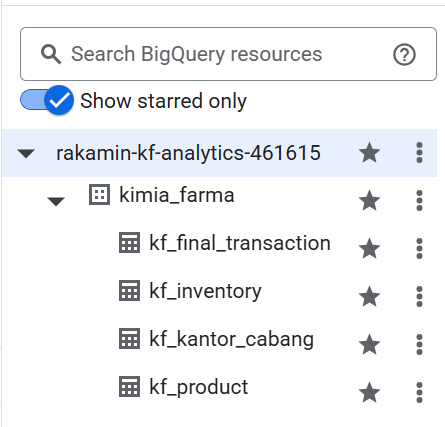 Search BigQuery resources
Show starred only
rakamin-kf-analytics-461615
kimia_farma
kf_final_transaction
kf_inventory
kf_kantor_cabang
kf_product